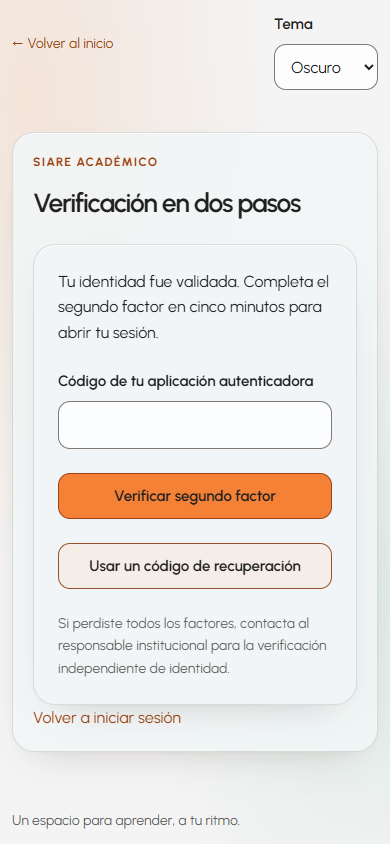 Tema
← Volver al inicio
Oscuro
SIARE ACADÉMICO
Verificación en dos pasos
Tu identidad fue validada. Completa el
segundo factor en cinco minutos para
abrir tu sesión.
Código de tu aplicación autenticadora
Verificar segundo factor
Usar un código de recuperación
Si perdiste todos los factores, contacta al
responsable institucional para la verificación
independiente de identidad.
Volver a iniciar sesión
Un espacio para aprender, a tu ritmo.